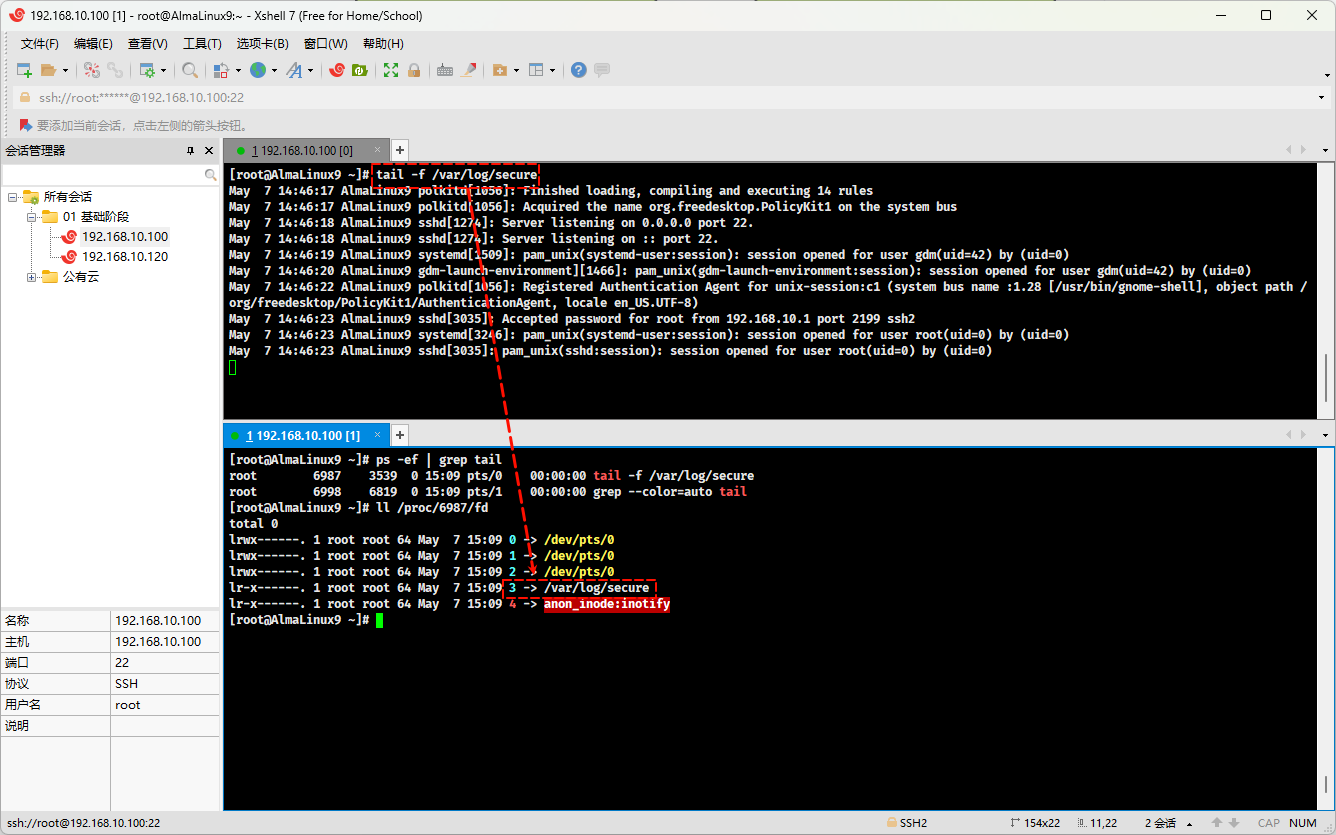 192.168.10.100 [1] - root@AlmaLinux9:~ - Xshell 7 (Free for Home/School)
文件(F) 编辑(E) 查看(V) 工具(T) 选项卡(B) 窗口(W) 帮助(H)
ssh://root:******@192.168.10.100:22
要添加当前会话，点击左侧的箭头按钮。
会话管理器
所有会话
01 基础阶段
192.168.10.100
192.168.10.120
公有云
名称 192.168.10.100
主机 192.168.10.100
端口 22
协议 SSH
用户名 root
说明
1 192.168.10.100 [0]
[root@AlmaLinux9 ~]# tail -f /var/log/secure
May  7 14:46:17 AlmaLinux9 polkitd[1056]: Finished loading, compiling and executing 14 rules
May  7 14:46:17 AlmaLinux9 polkitd[1056]: Acquired the name org.freedesktop.PolicyKit1 on the system bus
May  7 14:46:18 AlmaLinux9 sshd[1274]: Server listening on 0.0.0.0 port 22.
May  7 14:46:18 AlmaLinux9 sshd[1274]: Server listening on :: port 22.
May  7 14:46:19 AlmaLinux9 systemd[1509]: pam_unix(systemd-user:session): session opened for user gdm(uid=42) by (uid=0)
May  7 14:46:20 AlmaLinux9 gdm-launch-environment][1466]: pam_unix(gdm-launch-environment:session): session opened for user gdm(uid=42) by (uid=0)
May  7 14:46:22 AlmaLinux9 polkitd[1056]: Registered Authentication Agent for unix-session:c1 (system bus name :1.28 [/usr/bin/gnome-shell], object path /
org/freedesktop/PolicyKit1/AuthenticationAgent, locale en_US.UTF-8)
May  7 14:46:23 AlmaLinux9 sshd[3035]: Accepted password for root from 192.168.10.1 port 2199 ssh2
May  7 14:46:23 AlmaLinux9 systemd[3246]: pam_unix(systemd-user:session): session opened for user root(uid=0) by (uid=0)
May  7 14:46:23 AlmaLinux9 sshd[3035]: pam_unix(sshd:session): session opened for user root(uid=0) by (uid=0)
1 192.168.10.100 [1]
[root@AlmaLinux9 ~]# ps -ef | grep tail
root        6987    3539  0 15:09 pts/0    00:00:00 tail -f /var/log/secure
root        6998    6819  0 15:09 pts/1    00:00:00 grep --color=auto tail
[root@AlmaLinux9 ~]# ll /proc/6987/fd
total 0
lrwx------. 1 root root 64 May  7 15:09 0 -> /dev/pts/0
lrwx------. 1 root root 64 May  7 15:09 1 -> /dev/pts/0
lrwx------. 1 root root 64 May  7 15:09 2 -> /dev/pts/0
lr-x------. 1 root root 64 May  7 15:09 3 -> /var/log/secure
lr-x------. 1 root root 64 May  7 15:09 4 -> anon_inode:inotify
[root@AlmaLinux9 ~]#
ssh://root@192.168.10.100:22 SSH2 154x22 11,22 2 会话 CAP NUM